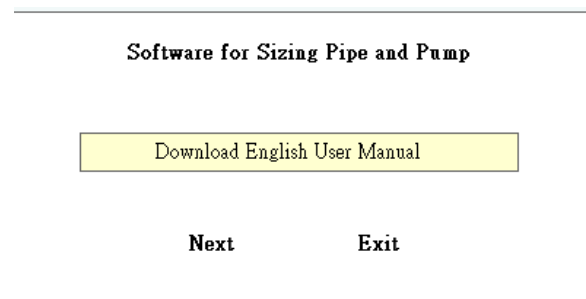 Software for Sizing Pipe and Pump
Download English User Manual
Next Exit